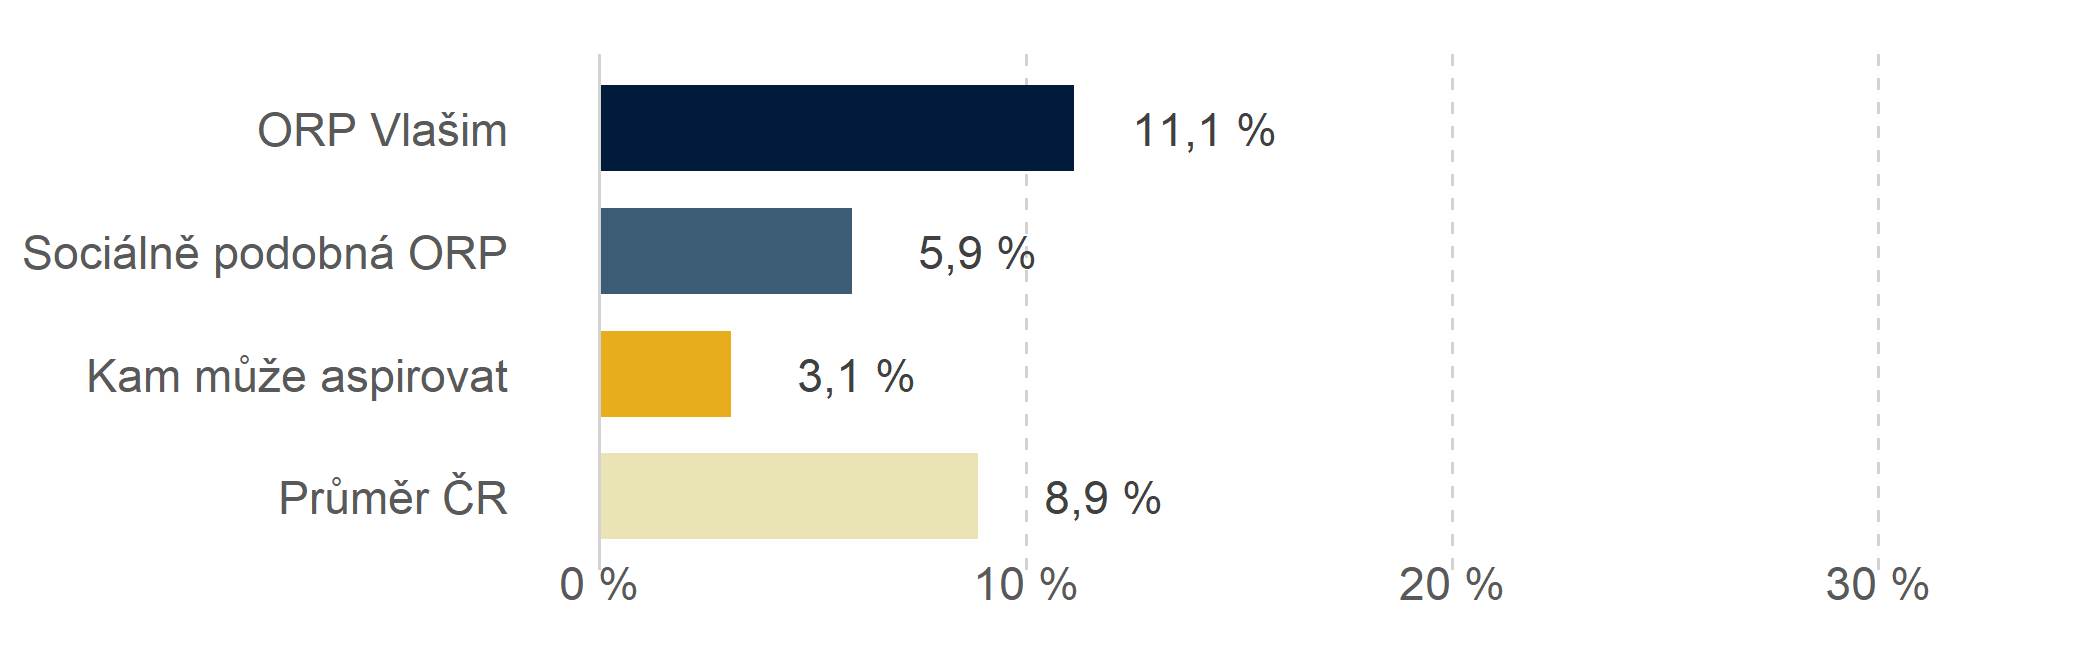 ORP Vlašim
11,1 %
Sociálně podobná ORP
5,9 %
Kam může aspirovat
3,1 %
Průměr ČR
8,9 %
0 %
10 %
20 %
30 %